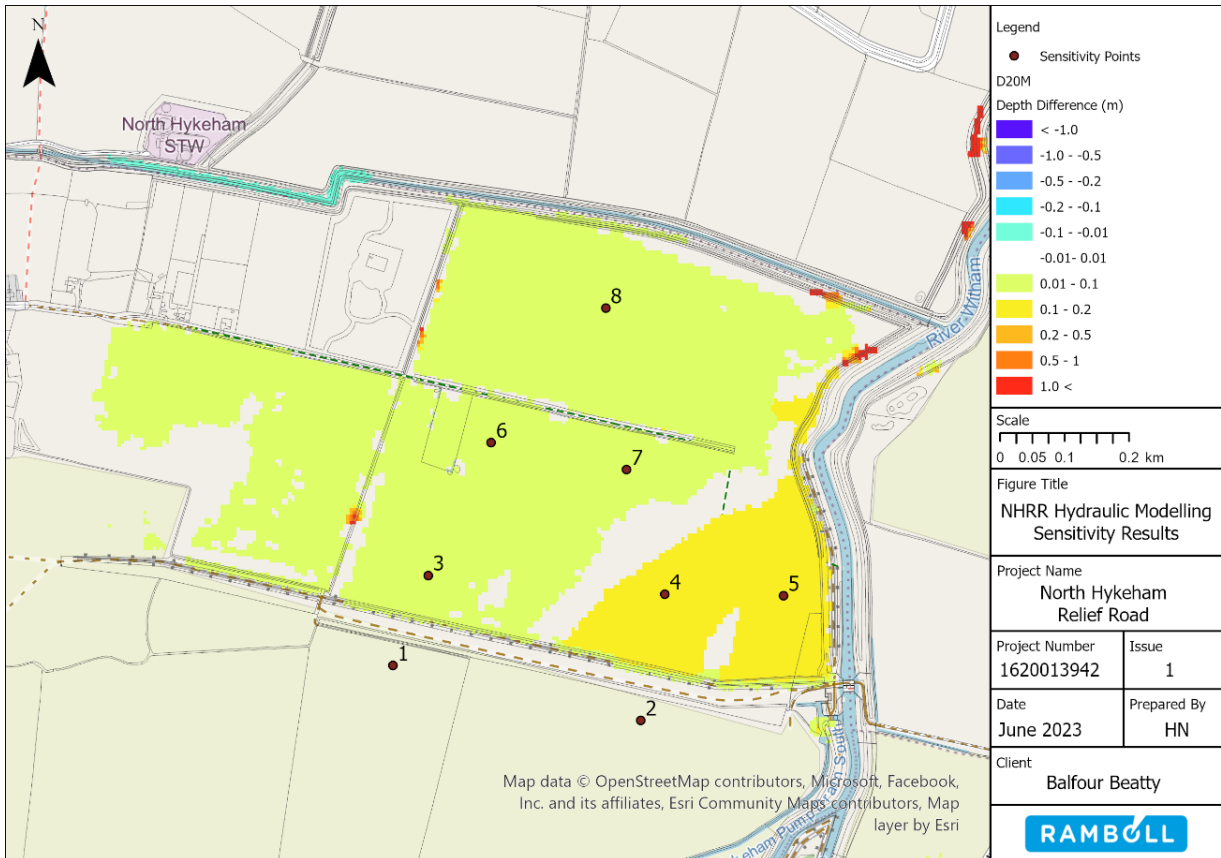 N
North Hykeham
STW
River Witham
8
6
7
3
4
5
1
2
Map data © OpenStreetMap contributors, Microsoft, Facebook,
Inc. and its affiliates, Esri Community Maps contributors, Map
layer by Esri
Legend
Sensitivity Points
D20M
Depth Difference (m)
< -1.0
-1.0 - -0.5
-0.5 - -0.2
-0.2 - -0.1
-0.1 - -0.01
-0.01- 0.01
0.01 - 0.1
0.1 - 0.2
0.2 - 0.5
0.5 - 1
1.0 <
Scale
0 0.05 0.1 0.2 km
Figure Title
NHRR Hydraulic Modelling
Sensitivity Results
Project Name
North Hykeham
Relief Road
Project Number
1620013942
Issue
1
Date
June 2023
Prepared By
HN
Client
Balfour Beatty
RAMBOLL